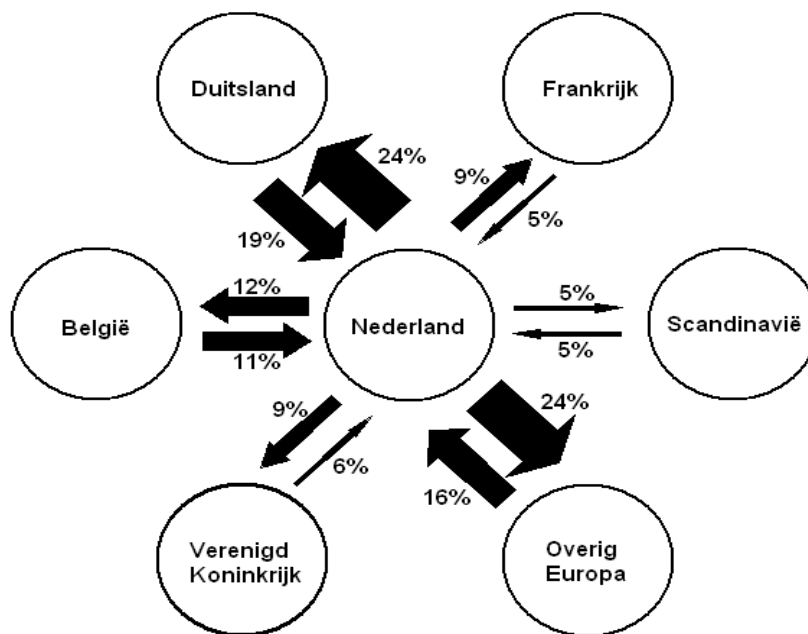 Duitsland
Frankrijk
24%
9%
5%
19%
12%
België
11%
Nederland
5%
5%
Scandinavië
9%
6%
24%
16%
Verenigd
Koninkrijk
Overig
Europa